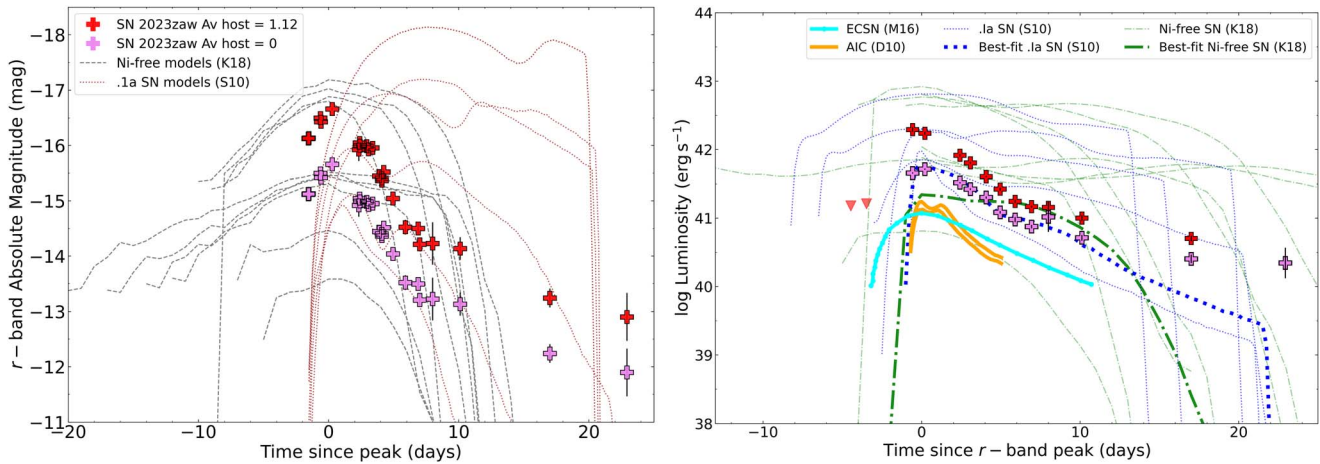 SN 2023zaw Av host = 1.12
SN 2023zaw Av host = 0
Ni-free models (K18)
.1a SN models (S10)
r−band Absolute Magnitude (mag)
−18
−17
−16
−15
−14
−13
−12
−11
−20
−10
0
10
20
Time since peak (days)
ECSN (M16)
AIC (D10)
.Ia SN (S10)
Best-fit .Ia SN (S10)
Ni-free SN (K18)
Best-fit Ni-free SN (K18)
log Luminosity (erg s⁻¹)
44
43
42
41
40
39
38
−10
0
10
20
Time since r−band peak (days)